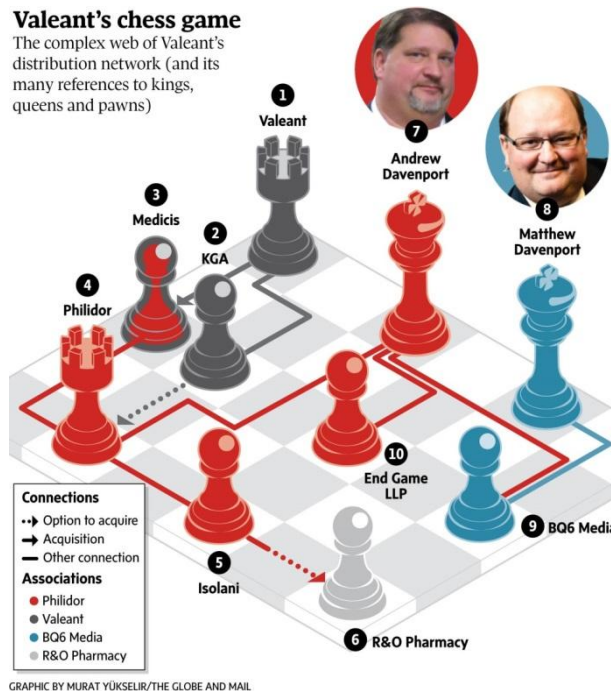 Valeant’s chess game
The complex web of Valeant’s
distribution network (and its
many references to kings,
queens and pawns)
1
Valeant
7
Andrew
Davenport
8
Matthew
Davenport
3
Medicis
2
KGA
4
Philidor
10
End Game
LLP
9 BQ6 Media
5
Isolani
6 R&O Pharmacy
Connections
Option to acquire
Acquisition
Other connection
Associations
Philidor
Valeant
BQ6 Media
R&O Pharmacy
GRAPHIC BY MURAT YÜKSELIR/THE GLOBE AND MAIL